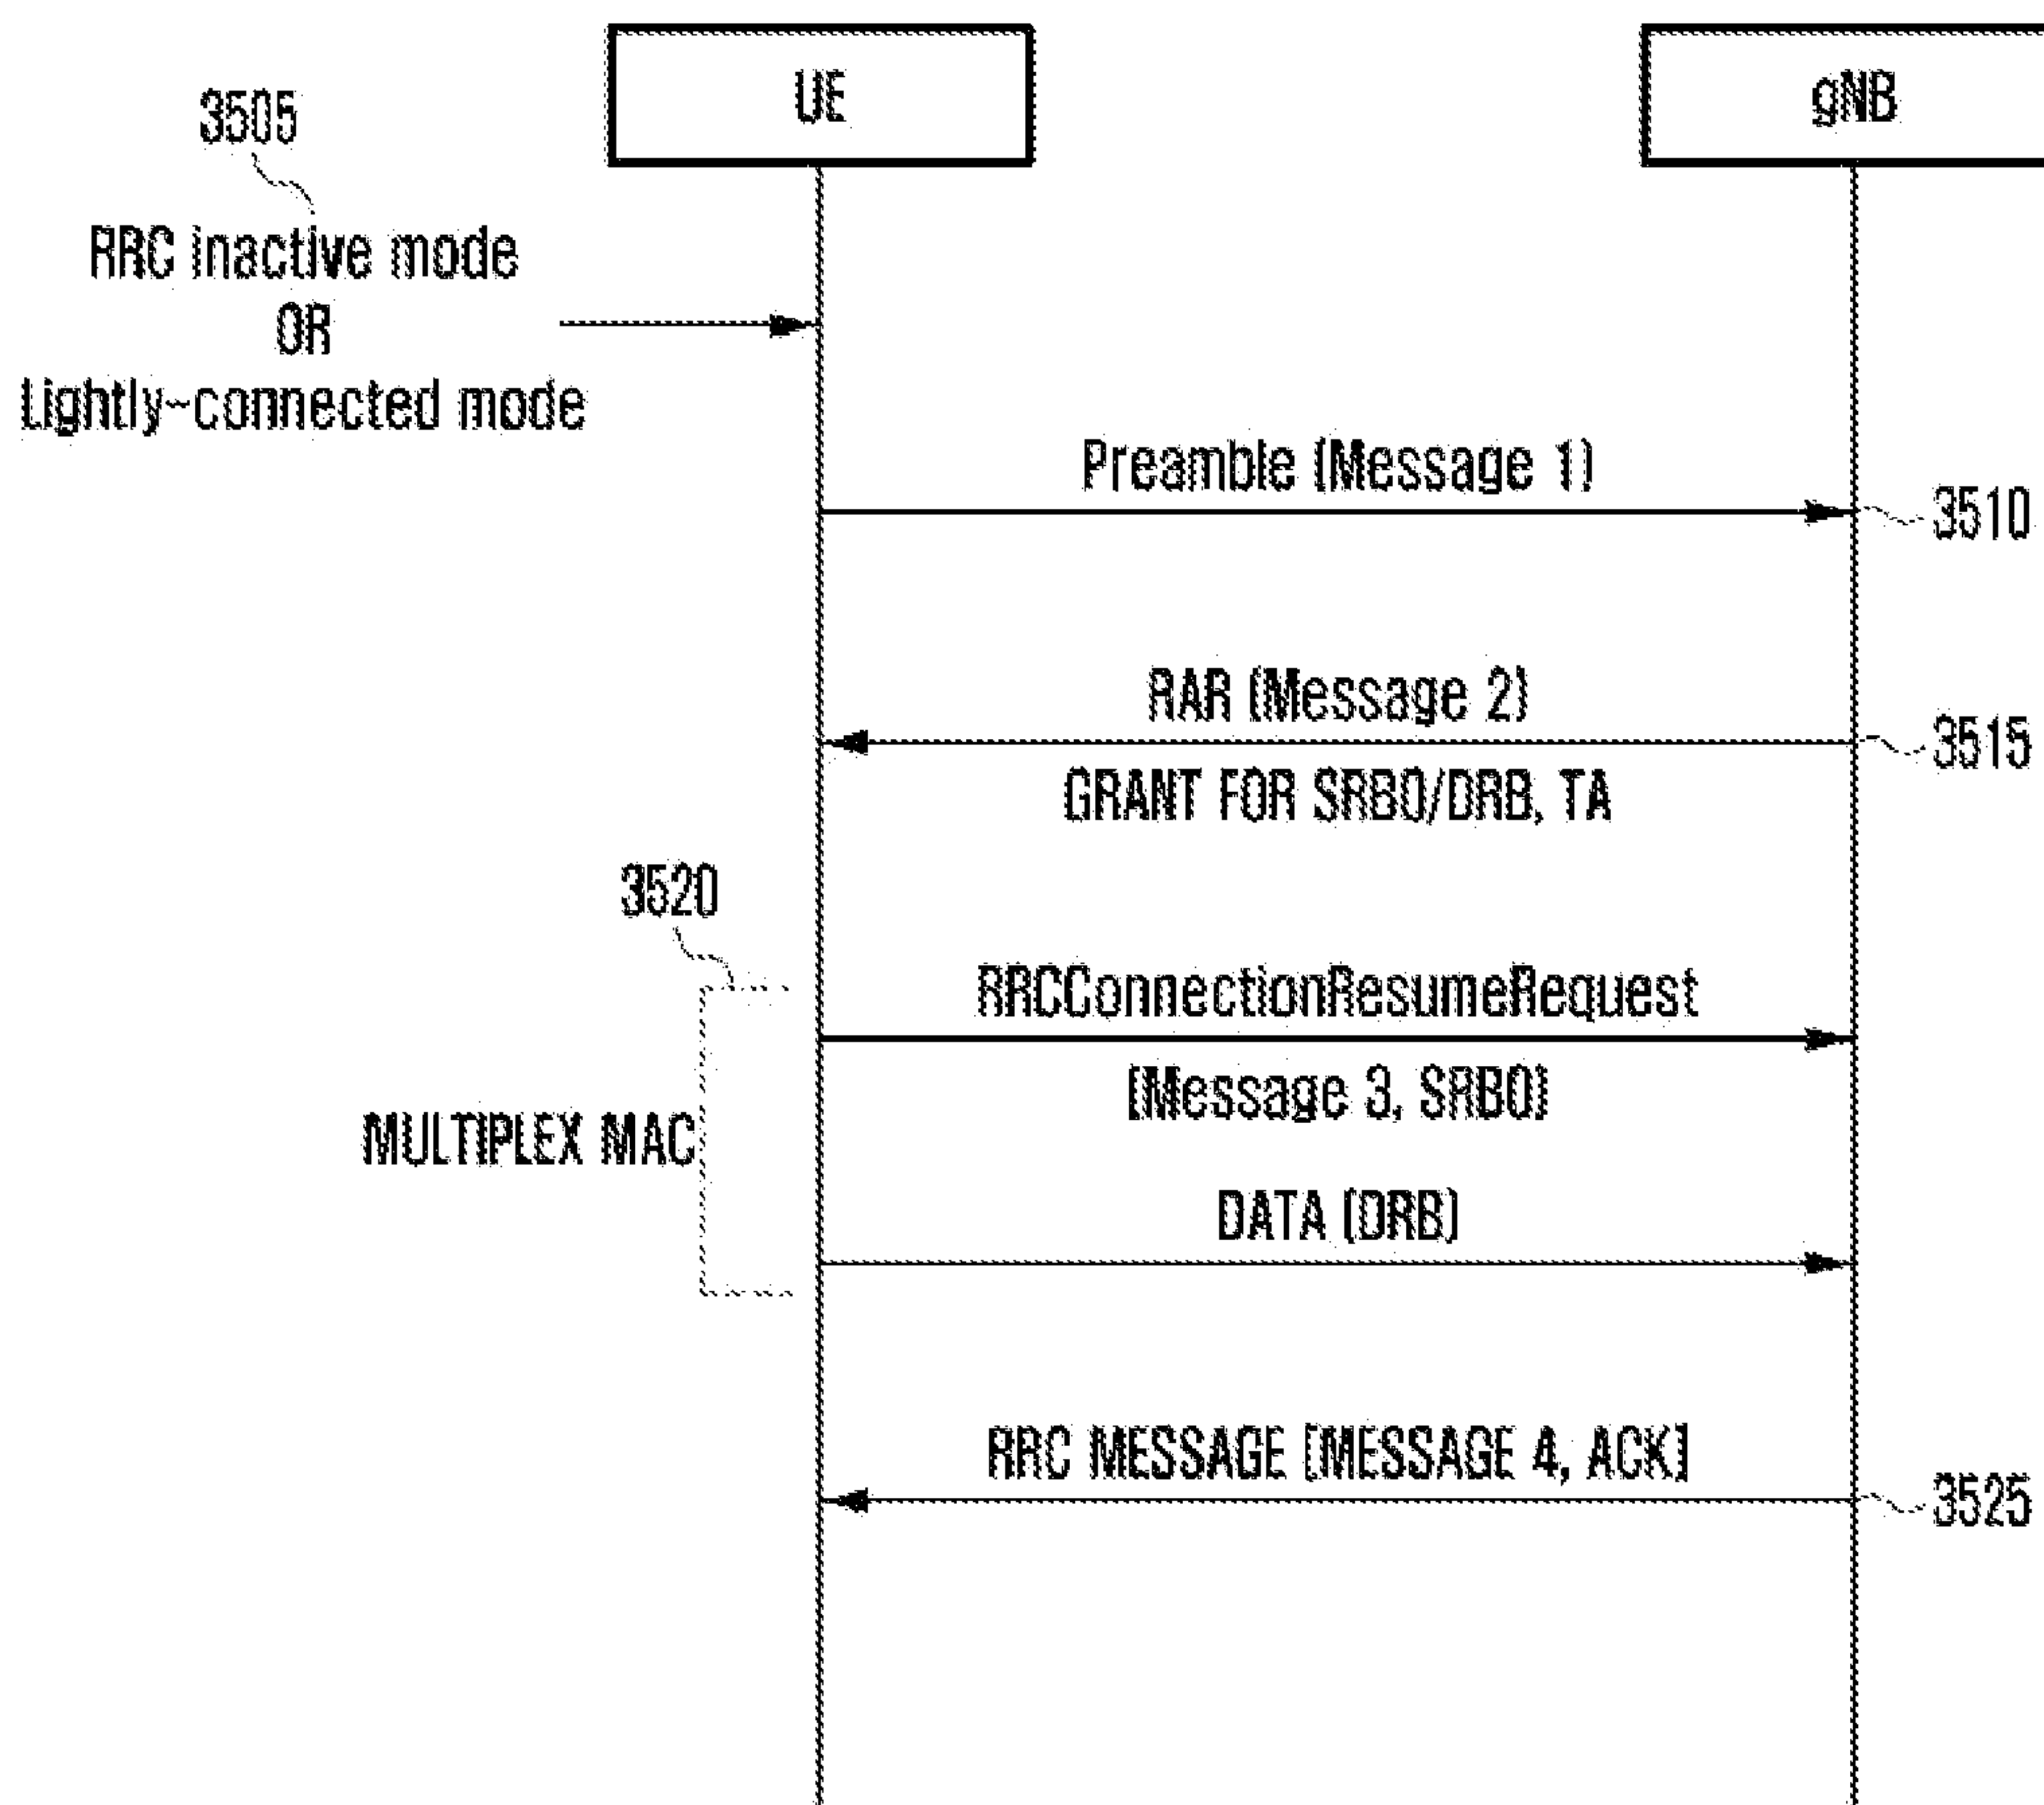 UE
gNB
3505
RRC inactive mode
OR
Lightly-connected mode
Preamble (Message 1)
3510
RAR (Message 2)
3515
GRANT FOR SRB0/DRB, TA
3520
RRCConnectionResumeRequest
[Message 3, SRB0]
MULTIPLEX MAC
DATA (DRB)
RRC MESSAGE [MESSAGE 4, ACK]
3525